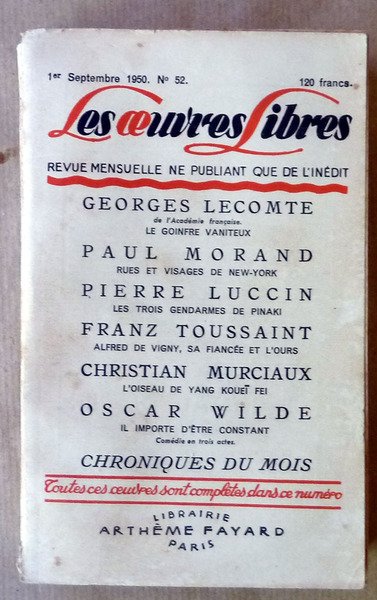 1er Septembre 1950. No 52. 120 francs.
Les œuvres Libres
REVUE MENSUELLE NE PUBLIANT QUE DE L'INÉDIT
GEORGES LECOMTE
de l'Académie française.
LE GOINFRE VANITEUX
PAUL MORAND
RUES ET VISAGES DE NEW-YORK
PIERRE LUCCIN
LES TROIS GENDARMES DE PINAKI
FRANZ TOUSSAINT
ALFRED DE VIGNY, SA FIANCÉE ET L'OURS
CHRISTIAN MURCIAUX
L'OISEAU DE YANG KOUEÏ FEI
OSCAR WILDE
IL IMPORTE D'ÊTRE CONSTANT
Comédie en trois actes.
CHRONIQUES DU MOIS
Toutes ces œuvres sont complètes dans ce numéro
LIBRAIRIE
ARTHÈME FAYARD
PARIS